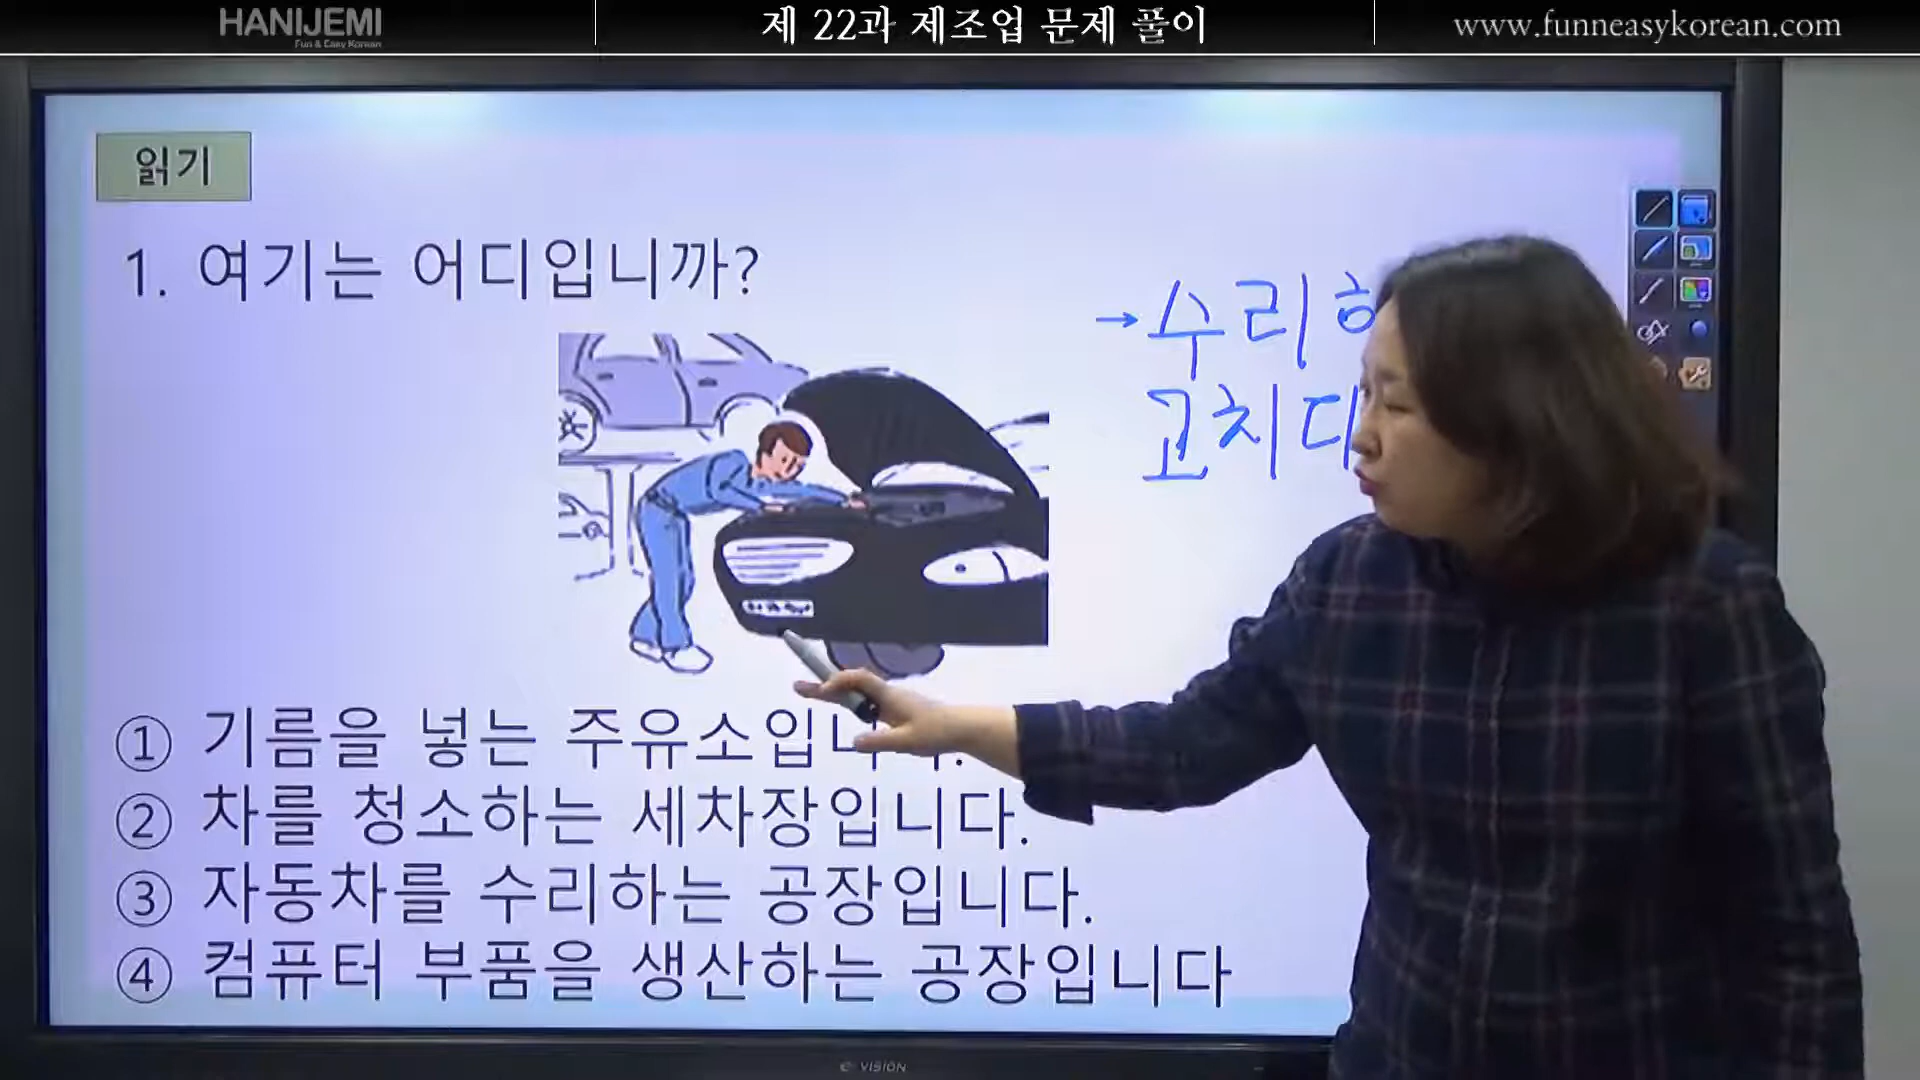 HANIJEMI
Fun & Easy Korean
제 22과 제조업 문제 풀이
www.funneasykorean.com
읽기
1. 여기는 어디입니까?
→ 수리하
고치다
① 기름을 넣는 주유소입니
② 차를 청소하는 세차장입니다.
③ 자동차를 수리하는 공장입니다.
④ 컴퓨터 부품을 생산하는 공장입니다
VISION